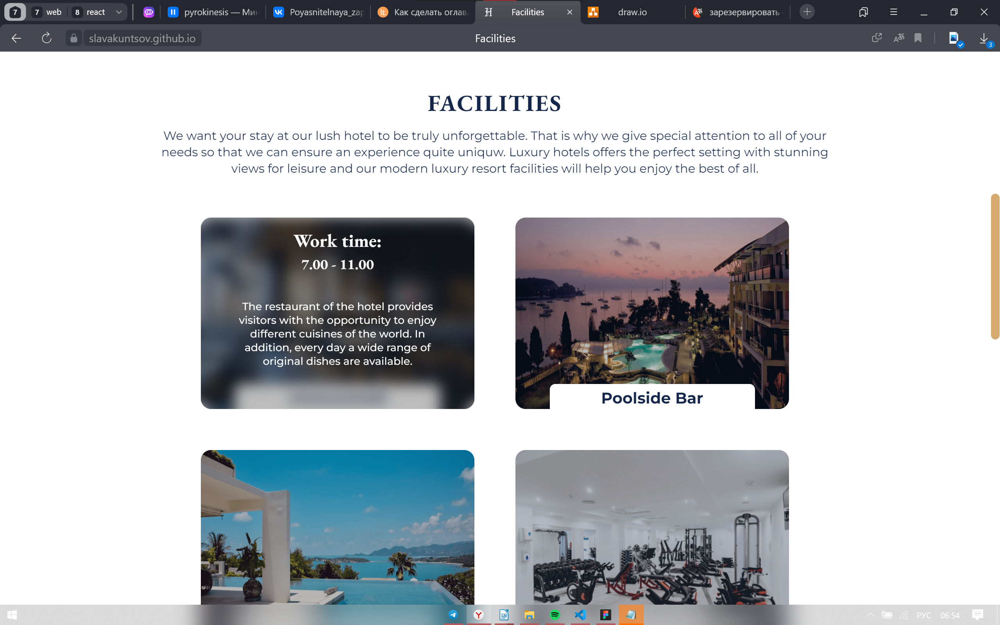 7 7 web 8 react pyrokinesis — Мин Poyasnitelnaya_zap Как сделать оглав Facilities draw.io зарезервировать -
slavakuntsov.github.io Facilities 3
FACILITIES
We want your stay at our lush hotel to be truly unforgettable. That is why we give special attention to all of your
needs so that we can ensure an experience quite uniquw. Luxury hotels offers the perfect setting with stunning
views for leisure and our modern luxury resort facilities will help you enjoy the best of all.
Work time:
7.00 - 11.00
The restaurant of the hotel provides
visitors with the opportunity to enjoy
different cuisines of the world. In
addition, every day a wide range of
original dishes are available.
Poolside Bar
РУС 06:54